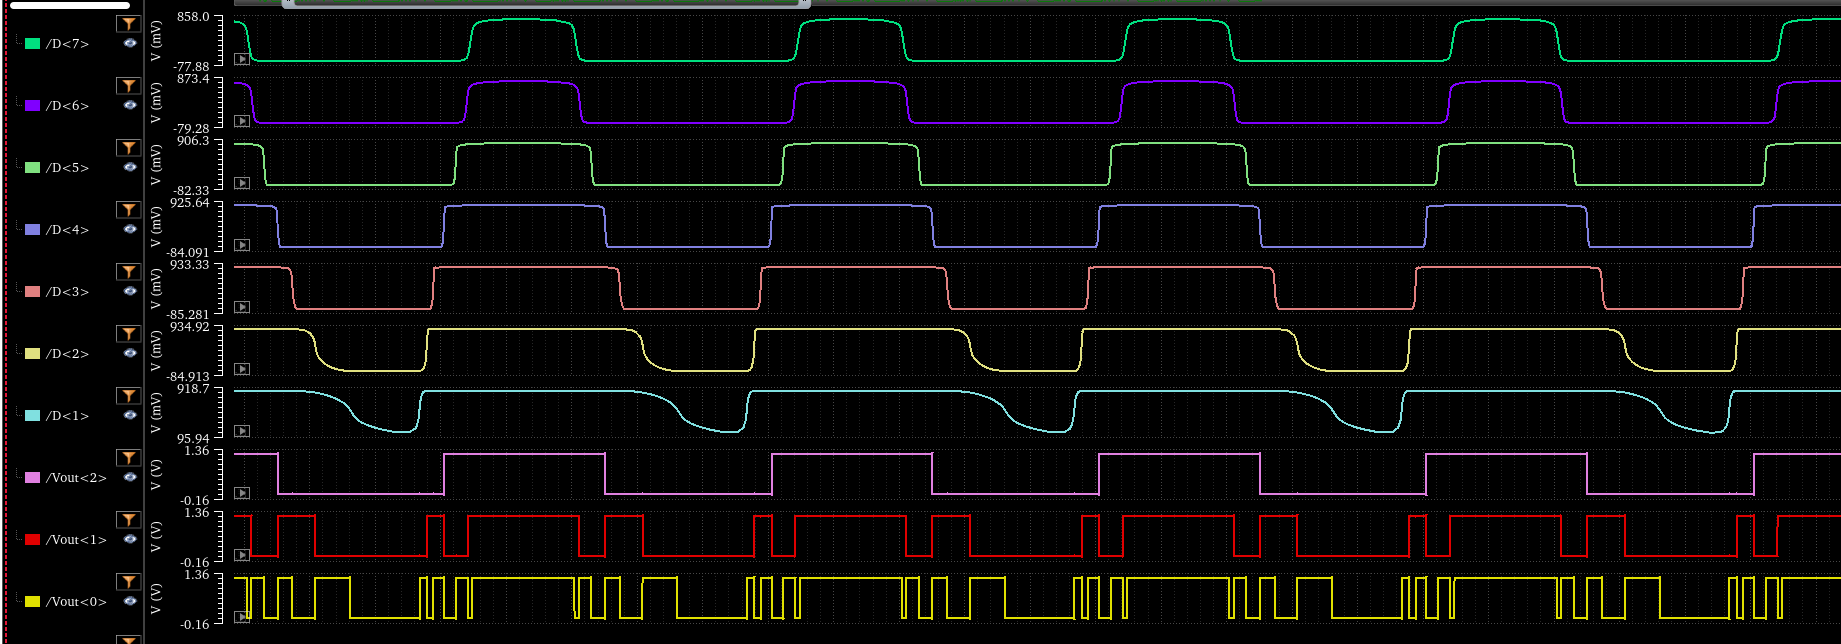 858.0
/D<7>
V (mV)
-77.88
873.4
/D<6>
V (mV)
-79.28
906.3
/D<5>
V (mV)
-82.33
925.64
/D<4>
V (mV)
-84.091
933.33
/D<3>
V (mV)
-85.281
934.92
/D<2>
V (mV)
-84.913
918.7
/D<1>
V (mV)
95.94
1.36
/Vout<2>
V (V)
-0.16
1.36
/Vout<1>
V (V)
-0.16
1.36
/Vout<0>
V (V)
-0.16